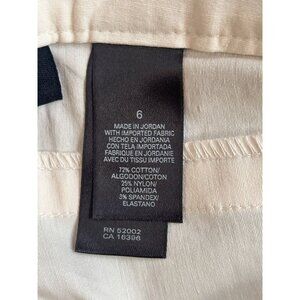 6
MADE IN JORDAN
WITH IMPORTED FABRIC
HECHO EN JORDANIA
CON TELA IMPORTADA
FABRIQUE EN JORDANIE
AVEC DU TISSU IMPORTE
72% COTTON/
ALGODON/COTON
25% NYLON/
POLIAMIDA
3% SPANDEX/
ELASTANO
RN 52002
CA 16396